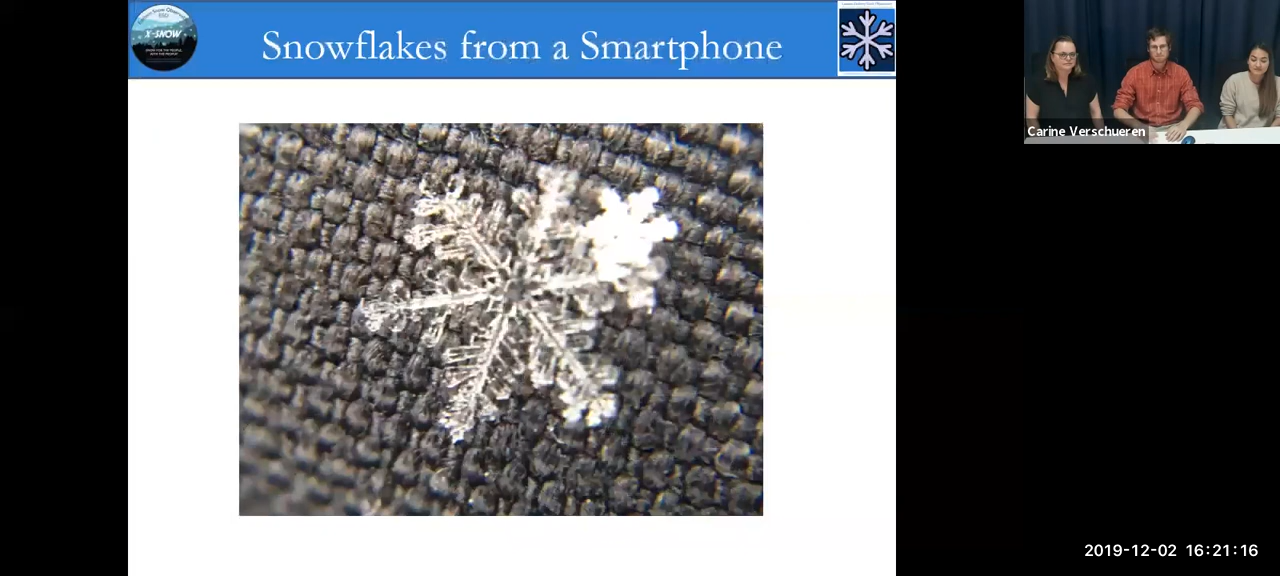 X-SNOW
Snowflakes from a Smartphone
Carine Verschueren
2019-12-02 16:21:16